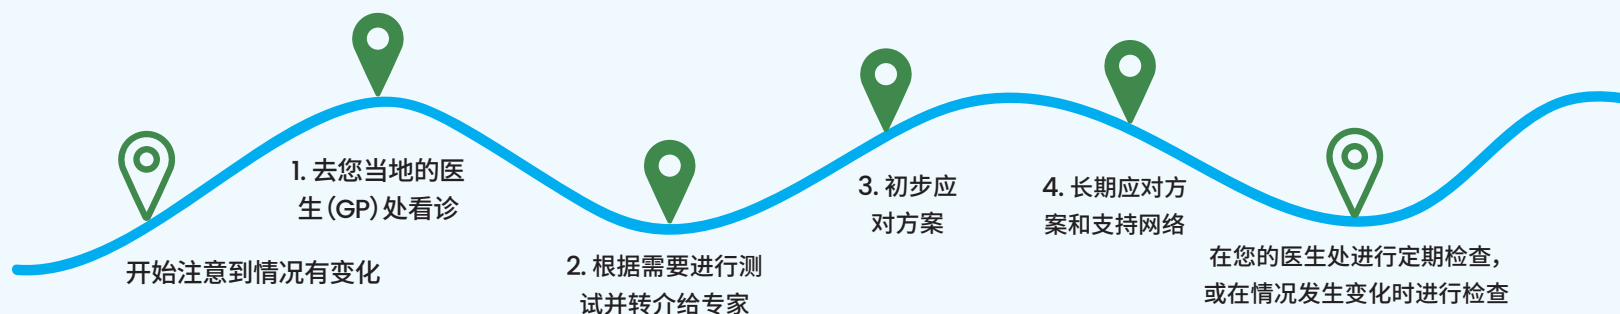 开始注意到情况有变化
1. 去您当地的医
生（GP）处看诊
2. 根据需要进行测
试并转介给专家
3. 初步应
对方案
4. 长期应对方
案和支持网络
在您的医生处进行定期检查，
或在情况发生变化时进行检查